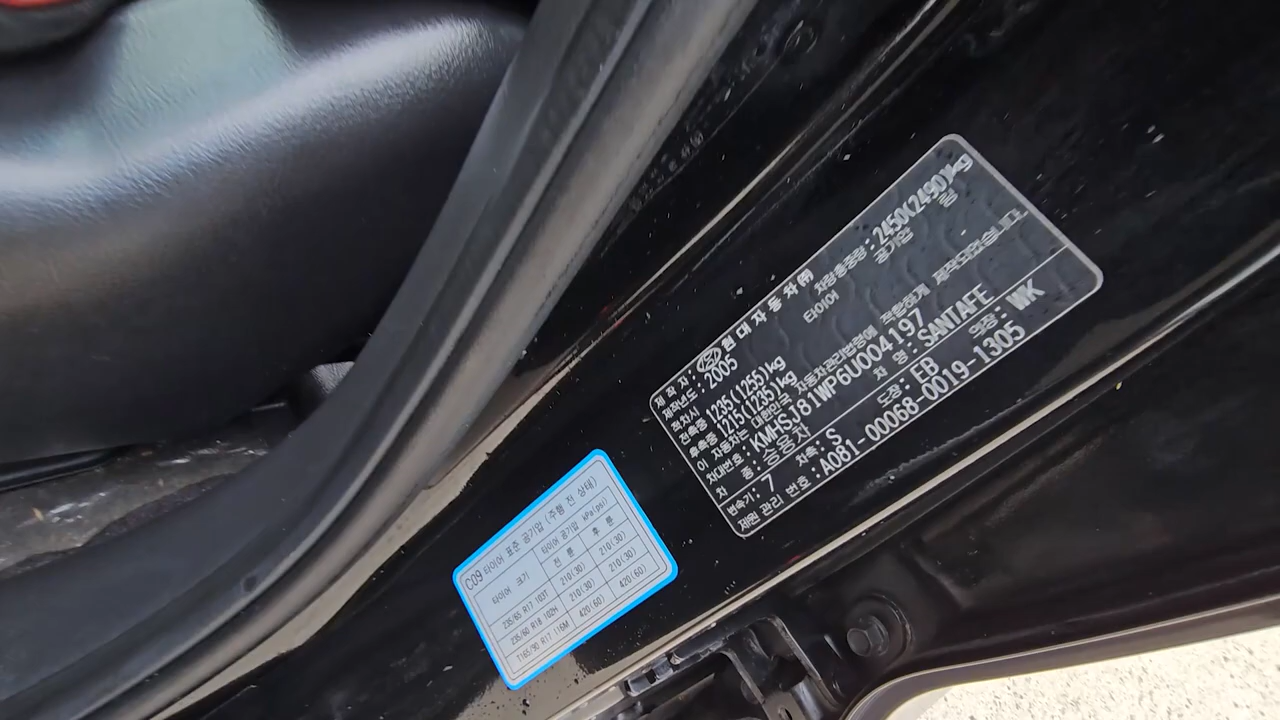 제 작 자 : 현 대 자 동 차 ㈜
제작년도 : 2005
적차시 차량총중량 : 2450(2490)kg
전축중 1235(1255)kg 타이어 공기압
후축중 1215(1235)kg
이 자동차는 대한민국 자동차관리법령에 적합하게 제작되었습니다.
차대번호 : KMHSJ81WP6U004197
차 종 : 승용차 차 명 : SANTAFE
변속기 : 7 차축 : S 도장 : EB 의장 : WK
제원 관리 번호 : A081-00068-0019-1305
C09 타이어 표준 공기압 (주행 전 상태)
타이어 크기 타이어 공기압 kPa(psi)
전 륜 후 륜
235/65 R17 103T 210(30) 210(30)
235/60 R18 102H 210(30) 210(30)
T165/90 R17 116M 420(60) 420(60)